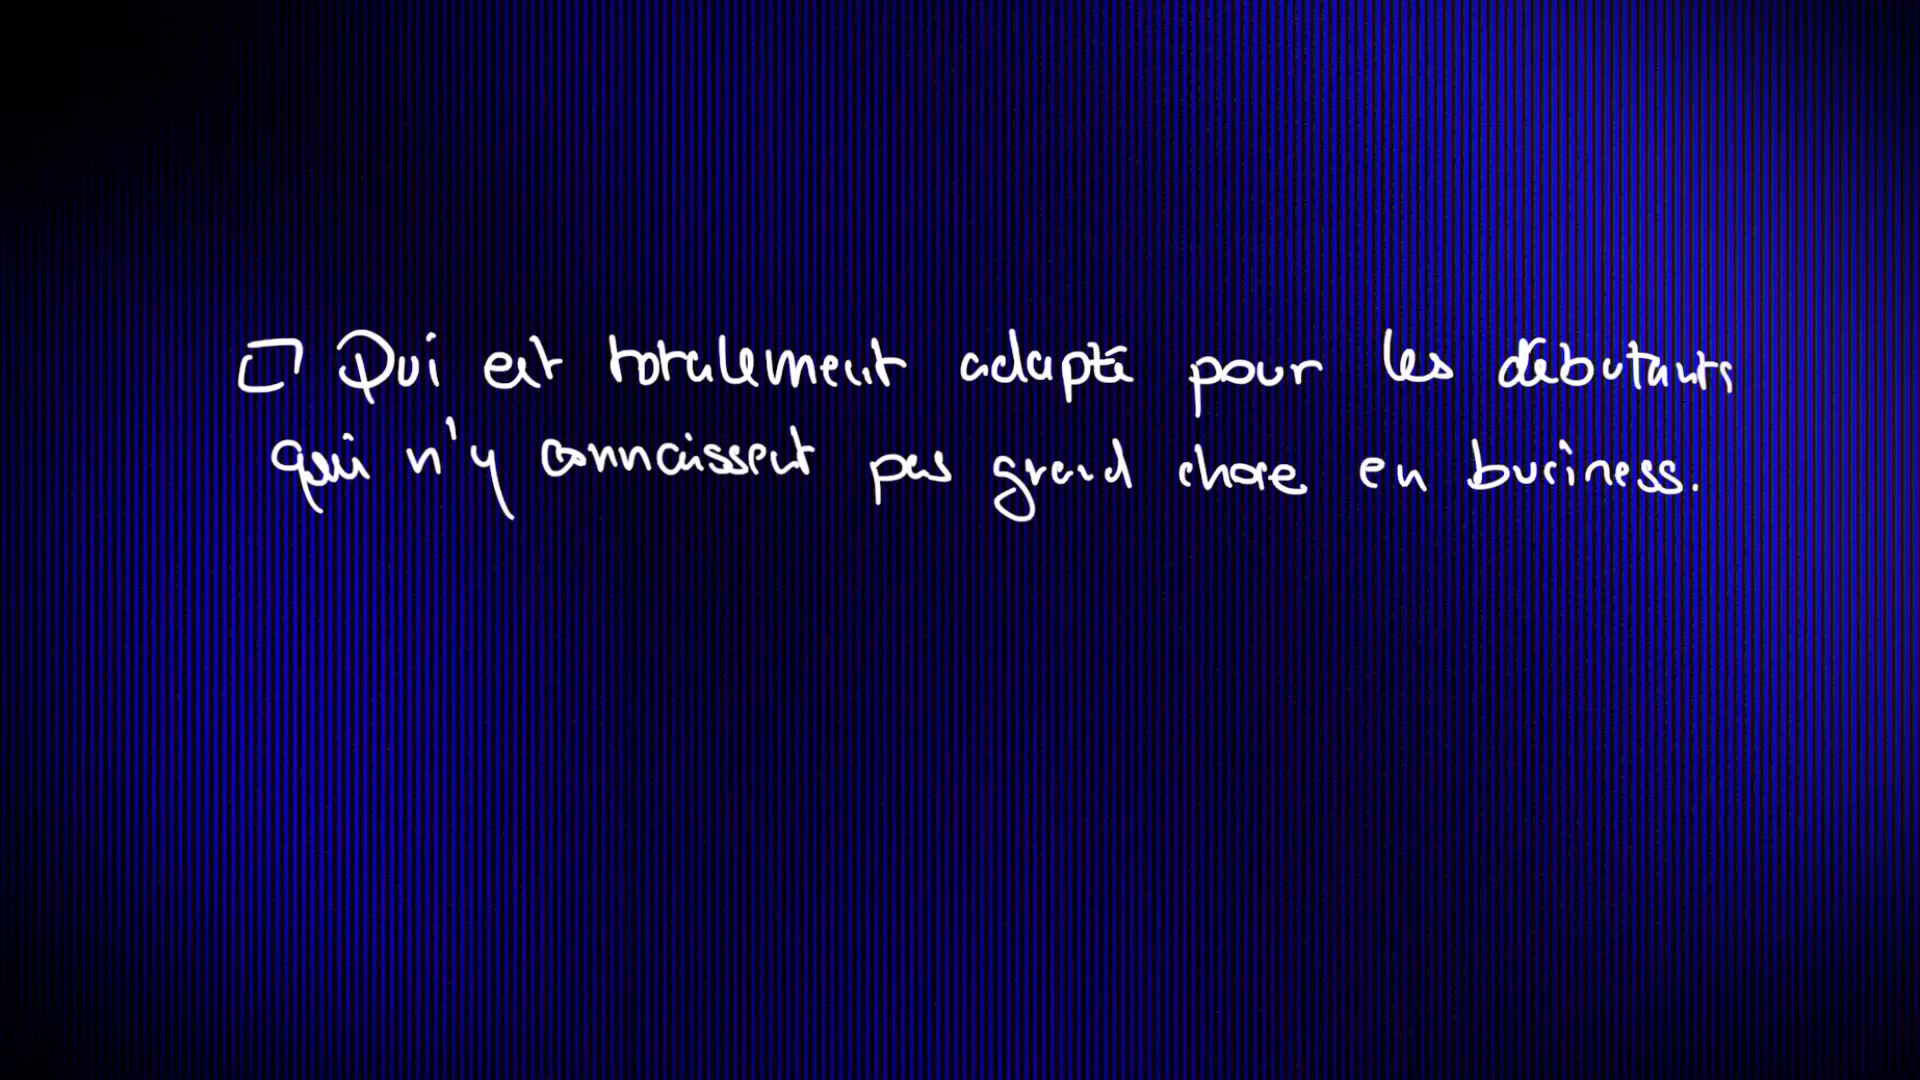 □ Qui est totalement adapté pour les débutants
qui n'y connaissent pas grand chose en business.